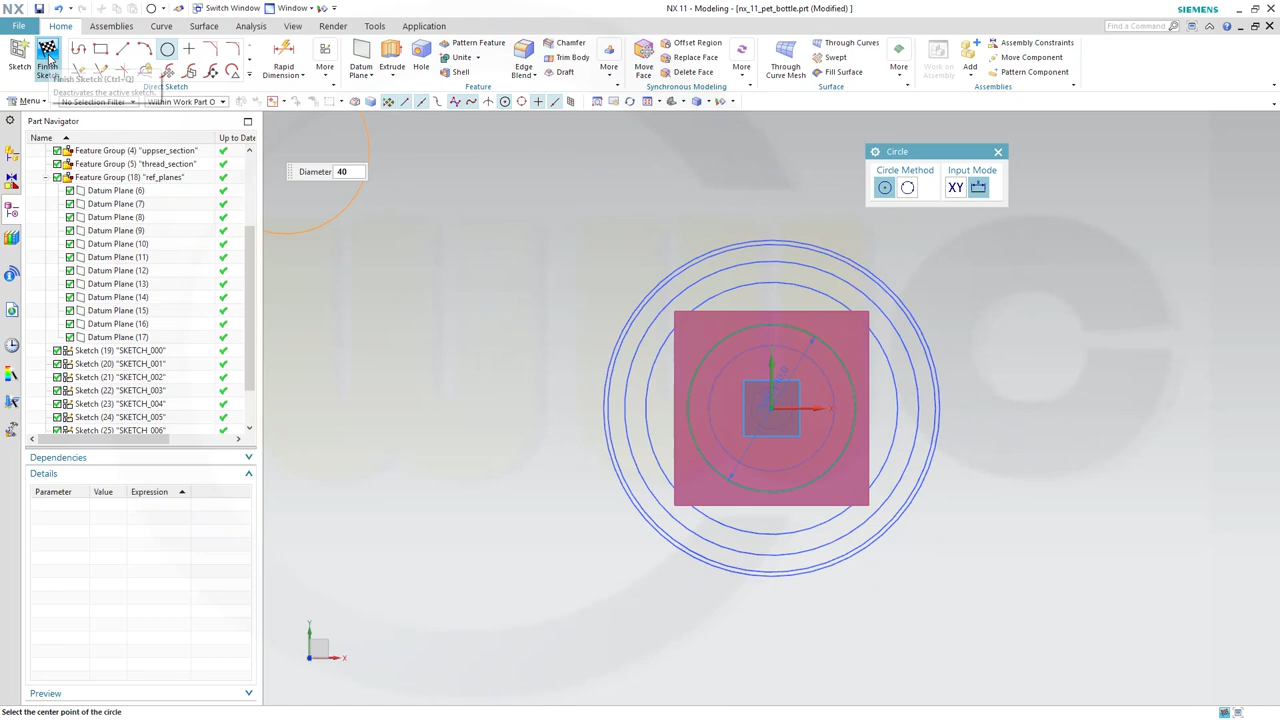 NX
Switch Window
Window
NX 11 - Modeling - [nx_11_pet_bottle.prt (Modified) ]
SIEMENS
File
Home
Assemblies
Curve
Surface
Analysis
View
Render
Tools
Application
Find a Command
Sketch
Finish Sketch
Rapid Dimension
More
Direct Sketch
Datum Plane
Extrude
Hole
Pattern Feature
Unite
Shell
Edge Blend
Chamfer
Trim Body
Draft
More
Feature
Move Face
Offset Region
Replace Face
Delete Face
More
Synchronous Modeling
Through Curve Mesh
Through Curves
Swept
Fill Surface
More
Surface
Work on Assembly
Add
Assembly Constraints
Move Component
Pattern Component
Assemblies
Finish Sketch (Ctrl+Q)
Deactivates the active sketch.
Menu
No Selection Filter
Within Work Part O
Part Navigator
Name
Up to Date
Feature Group (4) "uppser_section"
Feature Group (5) "thread_section"
Feature Group (18) "ref_planes"
Datum Plane (6)
Datum Plane (7)
Datum Plane (8)
Datum Plane (9)
Datum Plane (10)
Datum Plane (11)
Datum Plane (12)
Datum Plane (13)
Datum Plane (14)
Datum Plane (15)
Datum Plane (16)
Datum Plane (17)
Sketch (19) "SKETCH_000"
Sketch (20) "SKETCH_001"
Sketch (21) "SKETCH_002"
Sketch (22) "SKETCH_003"
Sketch (23) "SKETCH_004"
Sketch (24) "SKETCH_005"
Sketch (25) "SKETCH_006"
Dependencies
Details
Parameter
Value
Expression
Preview
Diameter 40
Circle
Circle Method
Input Mode
XY
X
Y
X
Select the center point of the circle